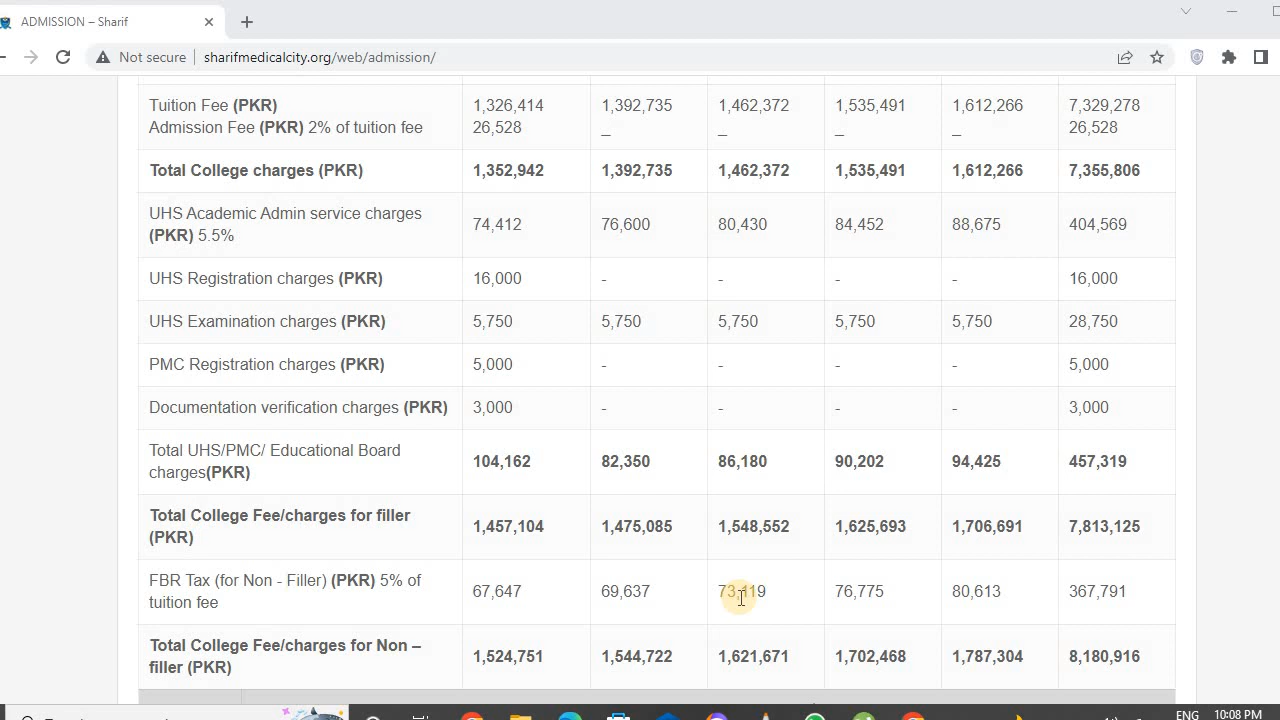 ADMISSION – Sharif
Not secure sharifmedicalcity.org/web/admission/
Tuition Fee (PKR) 1,326,414 1,392,735 1,462,372 1,535,491 1,612,266 7,329,278
Admission Fee (PKR) 2% of tuition fee 26,528 _ _ _ _ 26,528
Total College charges (PKR) 1,352,942 1,392,735 1,462,372 1,535,491 1,612,266 7,355,806
UHS Academic Admin service charges
(PKR) 5.5% 74,412 76,600 80,430 84,452 88,675 404,569
UHS Registration charges (PKR) 16,000 - - - - 16,000
UHS Examination charges (PKR) 5,750 5,750 5,750 5,750 5,750 28,750
PMC Registration charges (PKR) 5,000 - - - - 5,000
Documentation verification charges (PKR) 3,000 - - - - 3,000
Total UHS/PMC/ Educational Board
charges(PKR) 104,162 82,350 86,180 90,202 94,425 457,319
Total College Fee/charges for filler
(PKR) 1,457,104 1,475,085 1,548,552 1,625,693 1,706,691 7,813,125
FBR Tax (for Non - Filler) (PKR) 5% of
tuition fee 67,647 69,637 73,119 76,775 80,613 367,791
Total College Fee/charges for Non –
filler (PKR) 1,524,751 1,544,722 1,621,671 1,702,468 1,787,304 8,180,916
ENG 10:08 PM